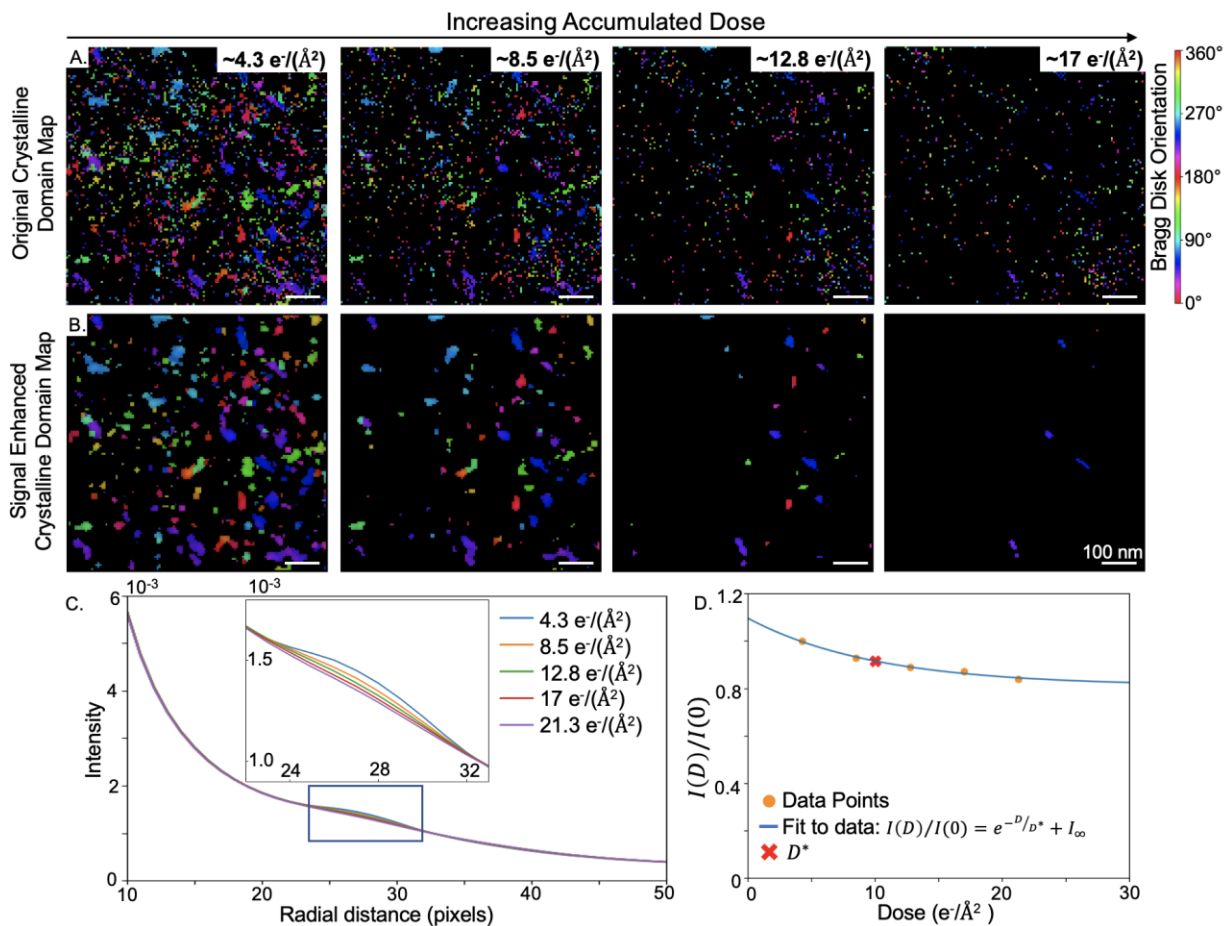 Increasing Accumulated Dose
A.
~4.3 e⁻/(Å²)
~8.5 e⁻/(Å²)
~12.8 e⁻/(Å²)
~17 e⁻/(Å²)
Original Crystalline
Domain Map
360°
270°
180°
90°
0°
Bragg Disk Orientation
B.
Signal Enhanced
Crystalline Domain Map
100 nm
C.
10⁻³
6
4
2
0
Intensity
10
20
30
40
50
Radial distance (pixels)
10⁻³
1.5
1.0
24
28
32
4.3 e⁻/(Å²)
8.5 e⁻/(Å²)
12.8 e⁻/(Å²)
17 e⁻/(Å²)
21.3 e⁻/(Å²)
D.
1.2
0.8
0.4
0
I(D)/I(0)
Data Points
Fit to data: I(D)/I(0) = e^(−D/D*) + I∞
D*
0
10
20
30
Dose (e⁻/Å² )